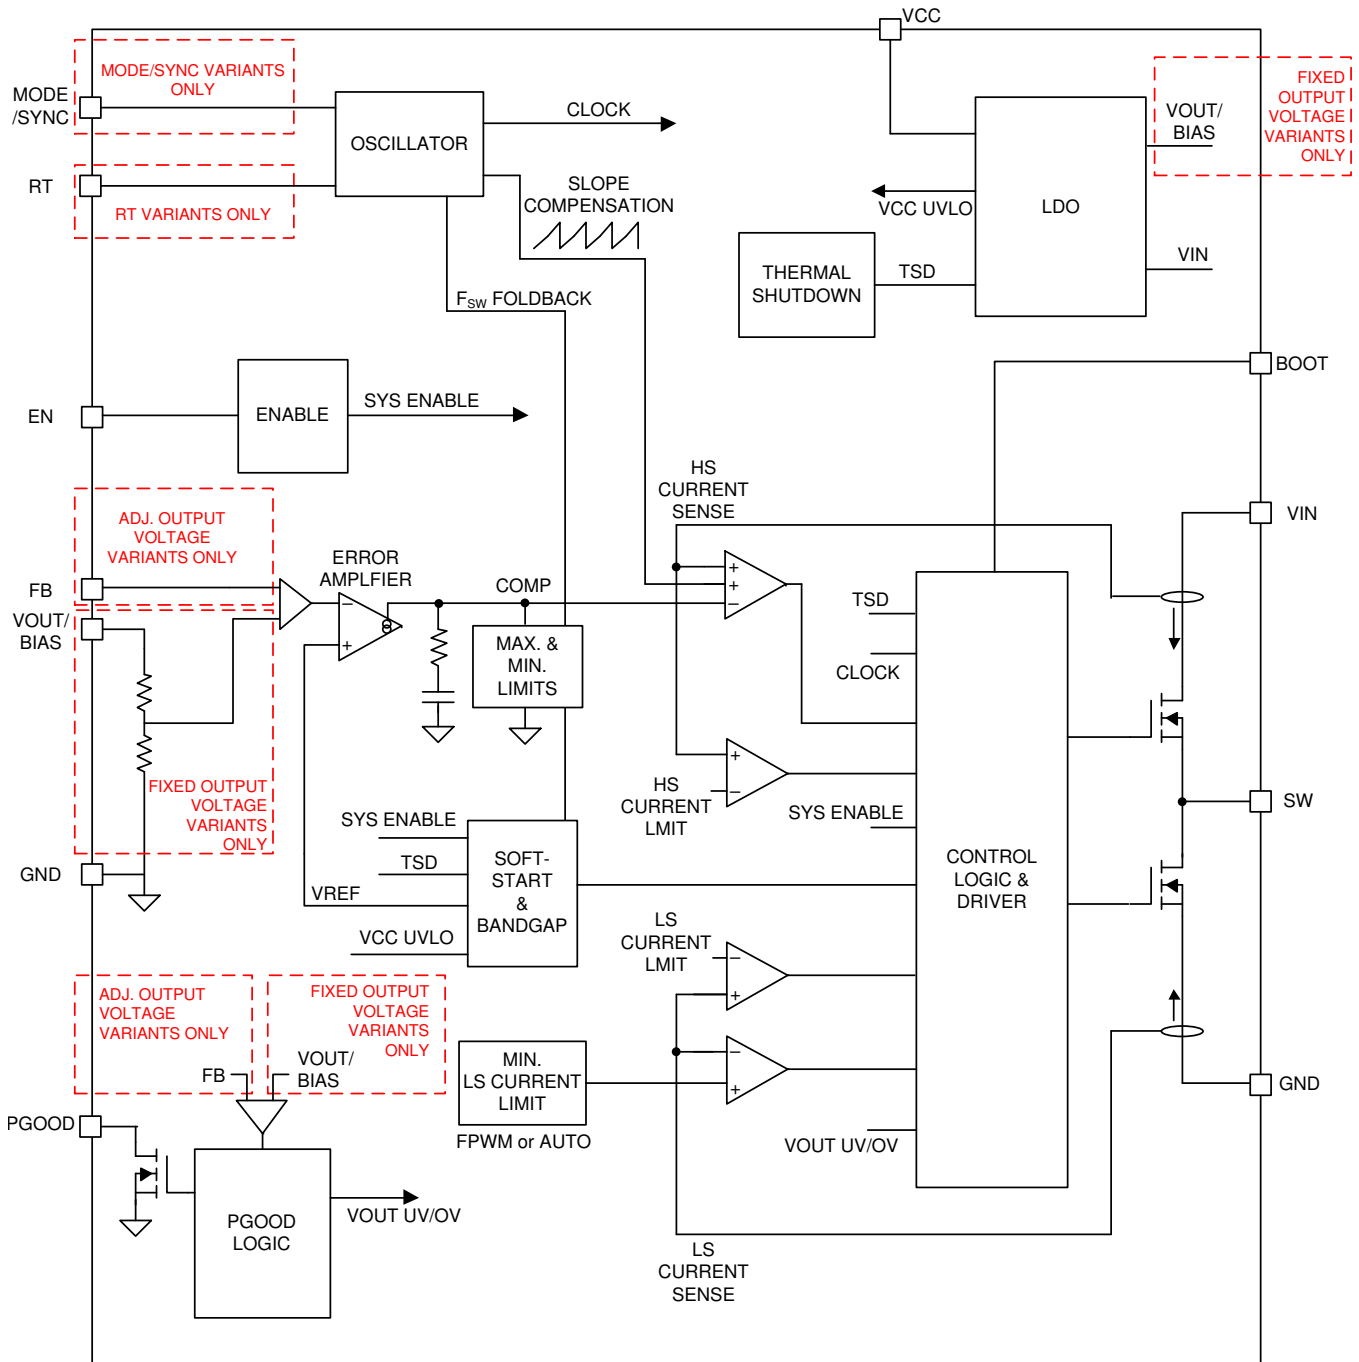 VCC
MODE/SYNC VARIANTS
ONLY
MODE
/SYNC
OSCILLATOR
CLOCK
FIXED
OUTPUT
VOLTAGE
VARIANTS
ONLY
VOUT/
BIAS
RT
RT VARIANTS ONLY
SLOPE
COMPENSATION
VCC UVLO
LDO
THERMAL
SHUTDOWN
TSD
VIN
FSW FOLDBACK
BOOT
EN
ENABLE
SYS ENABLE
HS
CURRENT
SENSE
VIN
ADJ. OUTPUT
VOLTAGE
VARIANTS ONLY
FB
ERROR
AMPLFIER
COMP
+
+
−
−
+
TSD
VOUT/
BIAS
MAX. &
MIN.
LIMITS
CLOCK
FIXED OUTPUT
VOLTAGE
VARIANTS
ONLY
+
−
HS
CURRENT
LMIT
SYS ENABLE
SW
SYS ENABLE
TSD
VREF
VCC UVLO
SOFT-
START
&
BANDGAP
CONTROL
LOGIC &
DRIVER
GND
LS
CURRENT
LMIT
−
+
ADJ. OUTPUT
VOLTAGE
VARIANTS ONLY
FIXED OUTPUT
VOLTAGE
VARIANTS
ONLY
FB
VOUT/
BIAS
MIN.
LS CURRENT
LIMIT
FPWM or AUTO
−
+
GND
PGOOD
VOUT UV/OV
PGOOD
LOGIC
VOUT UV/OV
LS
CURRENT
SENSE